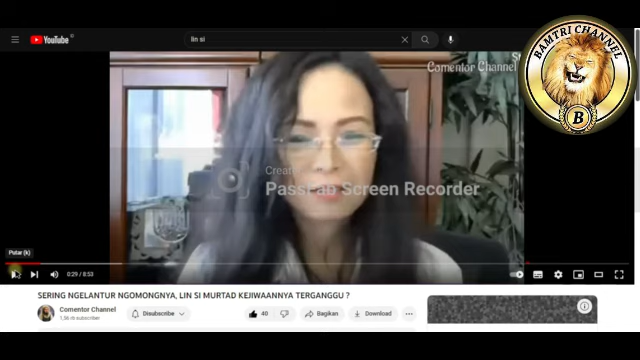 YouTube ID
lin si
BAMTRI CHANNEL
B
Comentor Channel
PassFab Screen Recorder
Putar (k)
0:29 / 8:53
SERING NGELANTUR NGOMONGNYA, LIN SI MURTAD KEJIWAANNYA TERGANGGU ?
Comentor Channel
Disubscribe
40
Bagikan
Download